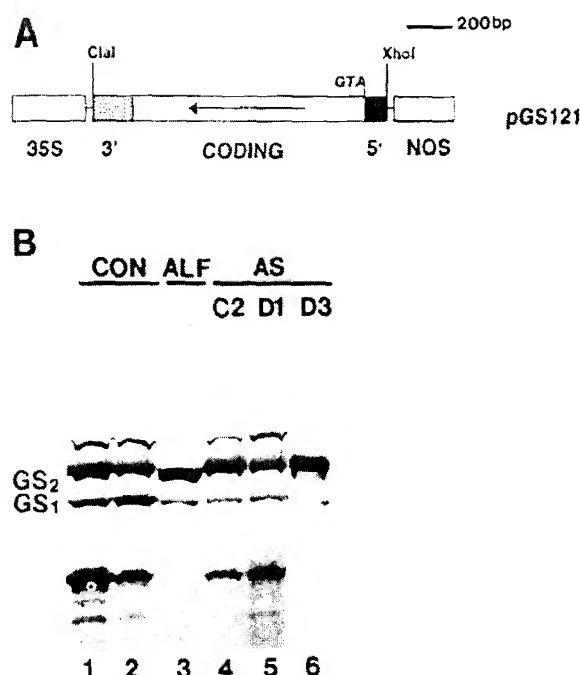 A
200bp
ClaI
XhoI
GTA
pGS121
35S 3' CODING 5' NOS
B
CON ALF AS
C2 D1 D3
GS2
GS1
1 2 3 4 5 6